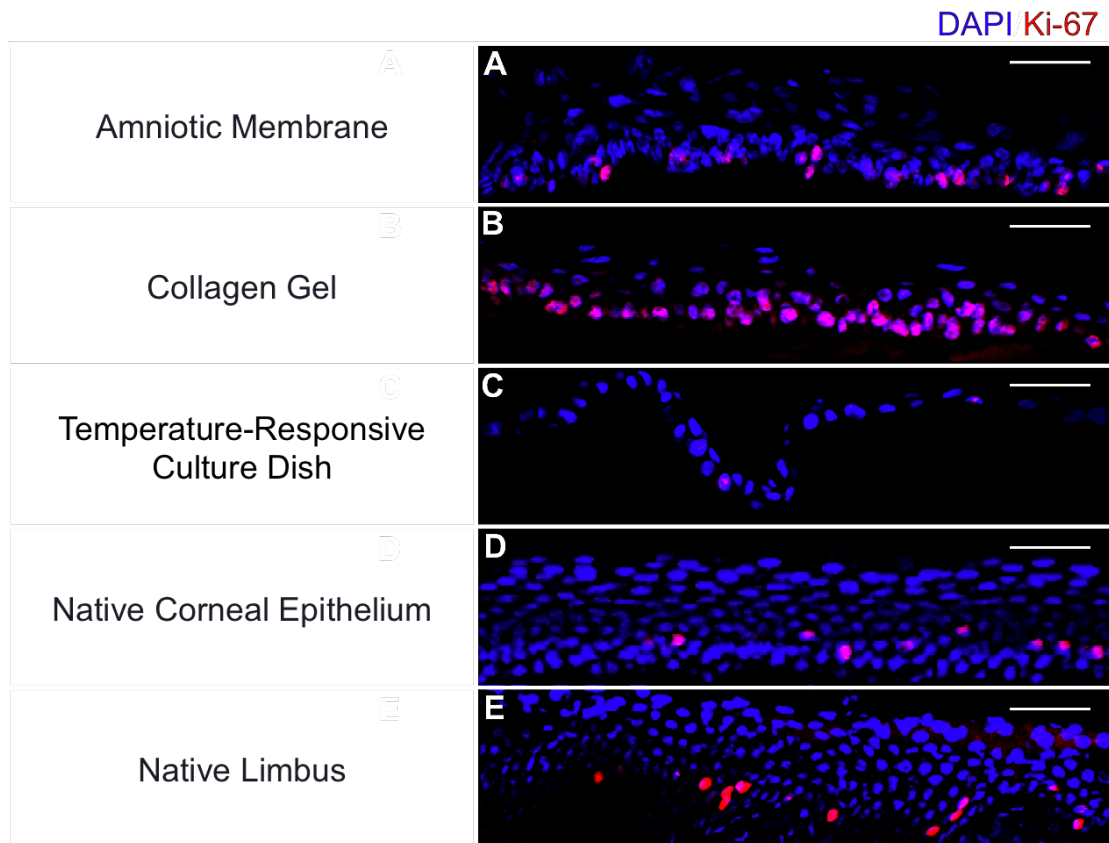 DAPI/Ki-67
A
A
Amniotic Membrane
B
B
Collagen Gel
C
C
Temperature-Responsive
Culture Dish
D
D
Native Corneal Epithelium
E
E
Native Limbus